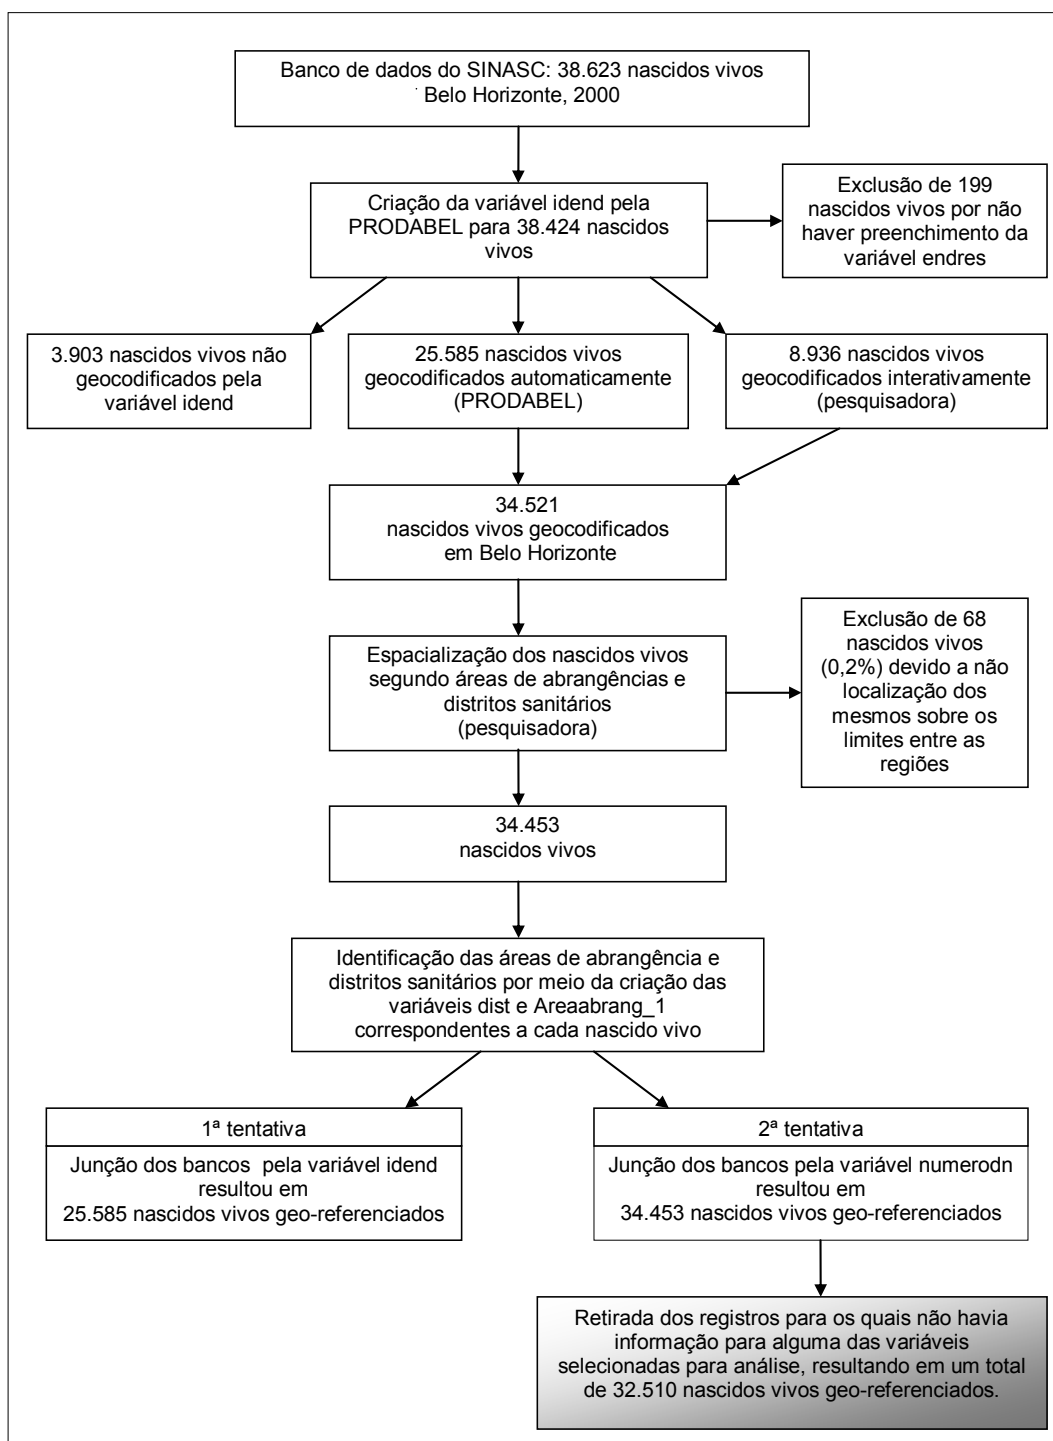 Banco de dados do SINASC: 38.623 nascidos vivos
Belo Horizonte, 2000
Criação da variável idend pela
PRODABEL para 38.424 nascidos
vivos
Exclusão de 199
nascidos vivos por não
haver preenchimento da
variável endres
3.903 nascidos vivos não
geocodificados pela
variável idend
25.585 nascidos vivos
geocodificados automaticamente
(PRODABEL)
8.936 nascidos vivos
geocodificados interativamente
(pesquisadora)
34.521
nascidos vivos geocodificados
em Belo Horizonte
Espacialização dos nascidos vivos
segundo áreas de abrangências e
distritos sanitários
(pesquisadora)
Exclusão de 68
nascidos vivos
(0,2%) devido a não
localização dos
mesmos sobre os
limites entre as
regiões
34.453
nascidos vivos
Identificação das áreas de abrangência e
distritos sanitários por meio da criação das
variáveis dist e Areaabrang_1
correspondentes a cada nascido vivo
1ª tentativa
Junção dos bancos pela variável idend
resultou em
25.585 nascidos vivos geo-referenciados
2ª tentativa
Junção dos bancos pela variável numerodn
resultou em
34.453 nascidos vivos geo-referenciados
Retirada dos registros para os quais não havia
informação para alguma das variáveis
selecionadas para análise, resultando em um total
de 32.510 nascidos vivos geo-referenciados.